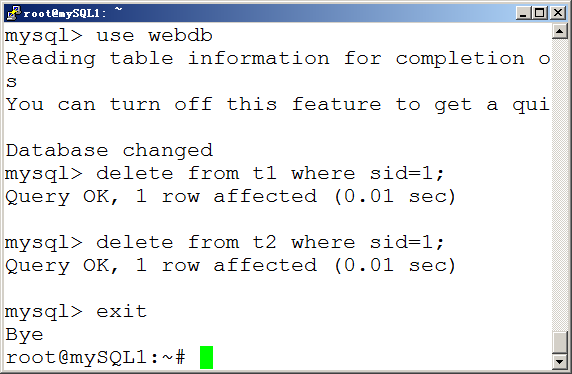 root@mySQL1: ~
mysql> use webdb
Reading table information for completion o
s
You can turn off this feature to get a qui
Database changed
mysql> delete from t1 where sid=1;
Query OK, 1 row affected (0.01 sec)
mysql> delete from t2 where sid=1;
Query OK, 1 row affected (0.01 sec)
mysql> exit
Bye
root@mySQL1:~#